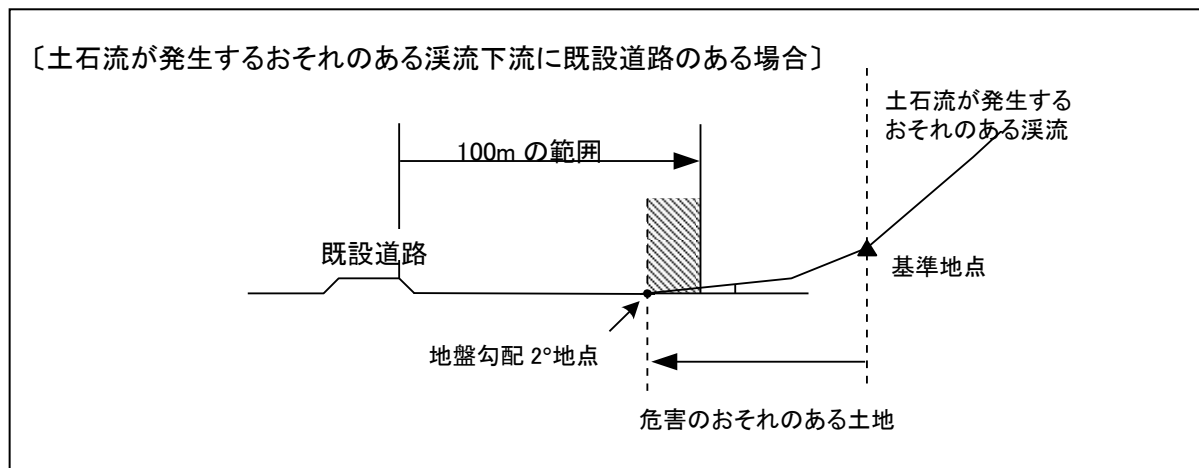 〔土石流が発生するおそれのある渓流下流に既設道路のある場合〕
土石流が発生する
おそれのある渓流
100m の範囲
既設道路
基準地点
地盤勾配 2°地点
危害のおそれのある土地